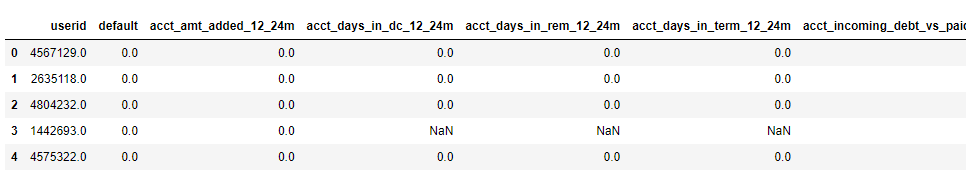 userid default acct_amt_added_12_24m acct_days_in_dc_12_24m acct_days_in_rem_12_24m acct_days_in_term_12_24m acct_incoming_debt_vs_paid
0 4567129.0 0.0 0.0 0.0 0.0 0.0
1 2635118.0 0.0 0.0 0.0 0.0 0.0
2 4804232.0 0.0 0.0 0.0 0.0 0.0
3 1442693.0 0.0 0.0 NaN NaN NaN
4 4575322.0 0.0 0.0 0.0 0.0 0.0